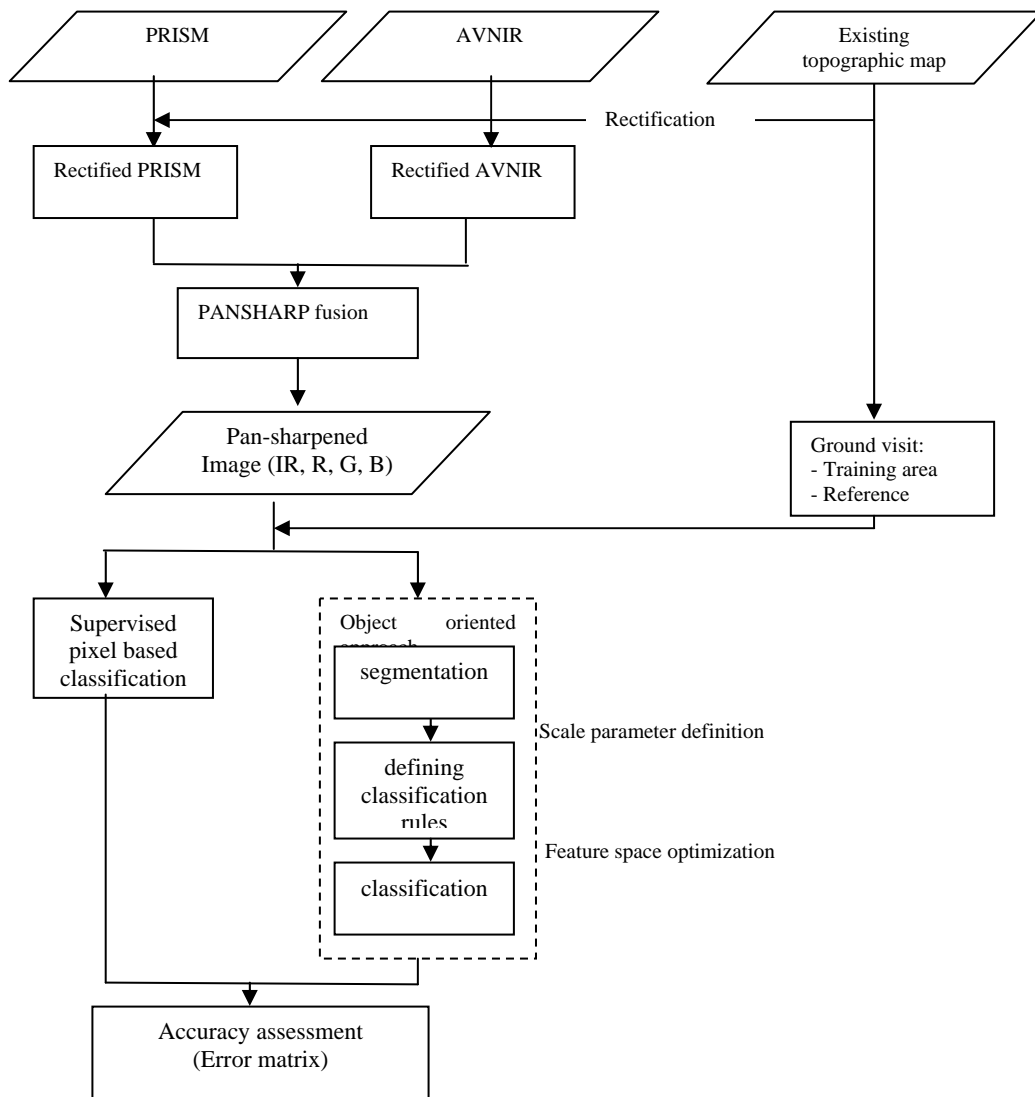 PRISM
AVNIR
Existing
topographic map
Rectification
Rectified PRISM
Rectified AVNIR
PANSHARP fusion
Pan-sharpened
Image (IR, R, G, B)
Ground visit:
- Training area
- Reference
Supervised
pixel based
classification
Object oriented
approach
segmentation
Scale parameter definition
defining
classification
rules
Feature space optimization
classification
Accuracy assessment
(Error matrix)